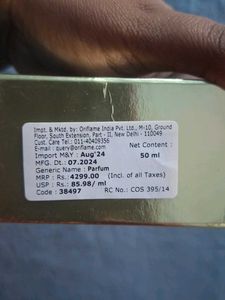 Impt. & Mktd. by: Oriflame India Pvt. Ltd., M-10, Ground
Floor, South Extension, Part - II, New Delhi - 110049
Cust. Care Tel.: 011-40409356
E-mail : query@oriflame.com Net Content :
Import M&Y : Aug'24 50 ml
MFG. Dt.: 07.2024
Generic Name : Parfum
MRP : Rs.: 4299.00 (Incl. of all Taxes)
USP : Rs.: 85.98/ ml
Code : 38497 RC No.: COS 395/14